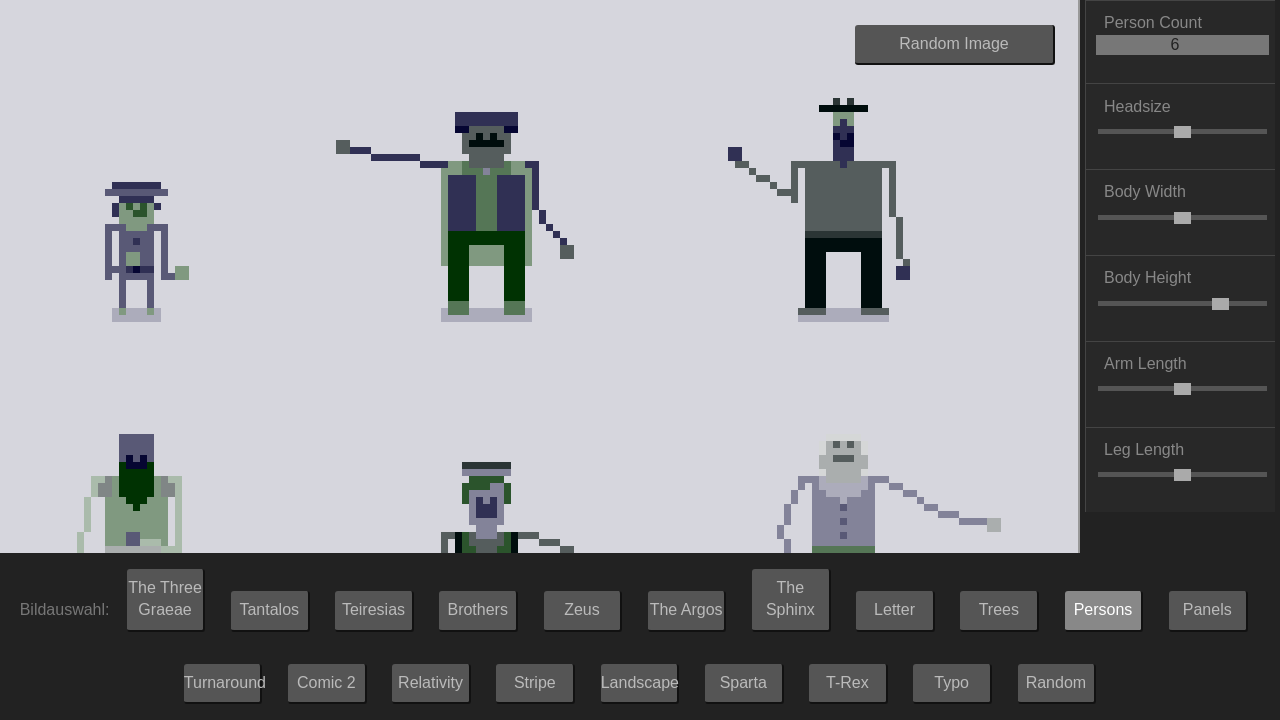 Random Image
Person Count
6
Headsize
Body Width
Body Height
Arm Length
Leg Length
Bildauswahl:
The Three
Graeae
Tantalos
Teiresias
Brothers
Zeus
The Argos
The
Sphinx
Letter
Trees
Persons
Panels
Turnaround
Comic 2
Relativity
Stripe
Landscape
Sparta
T-Rex
Typo
Random